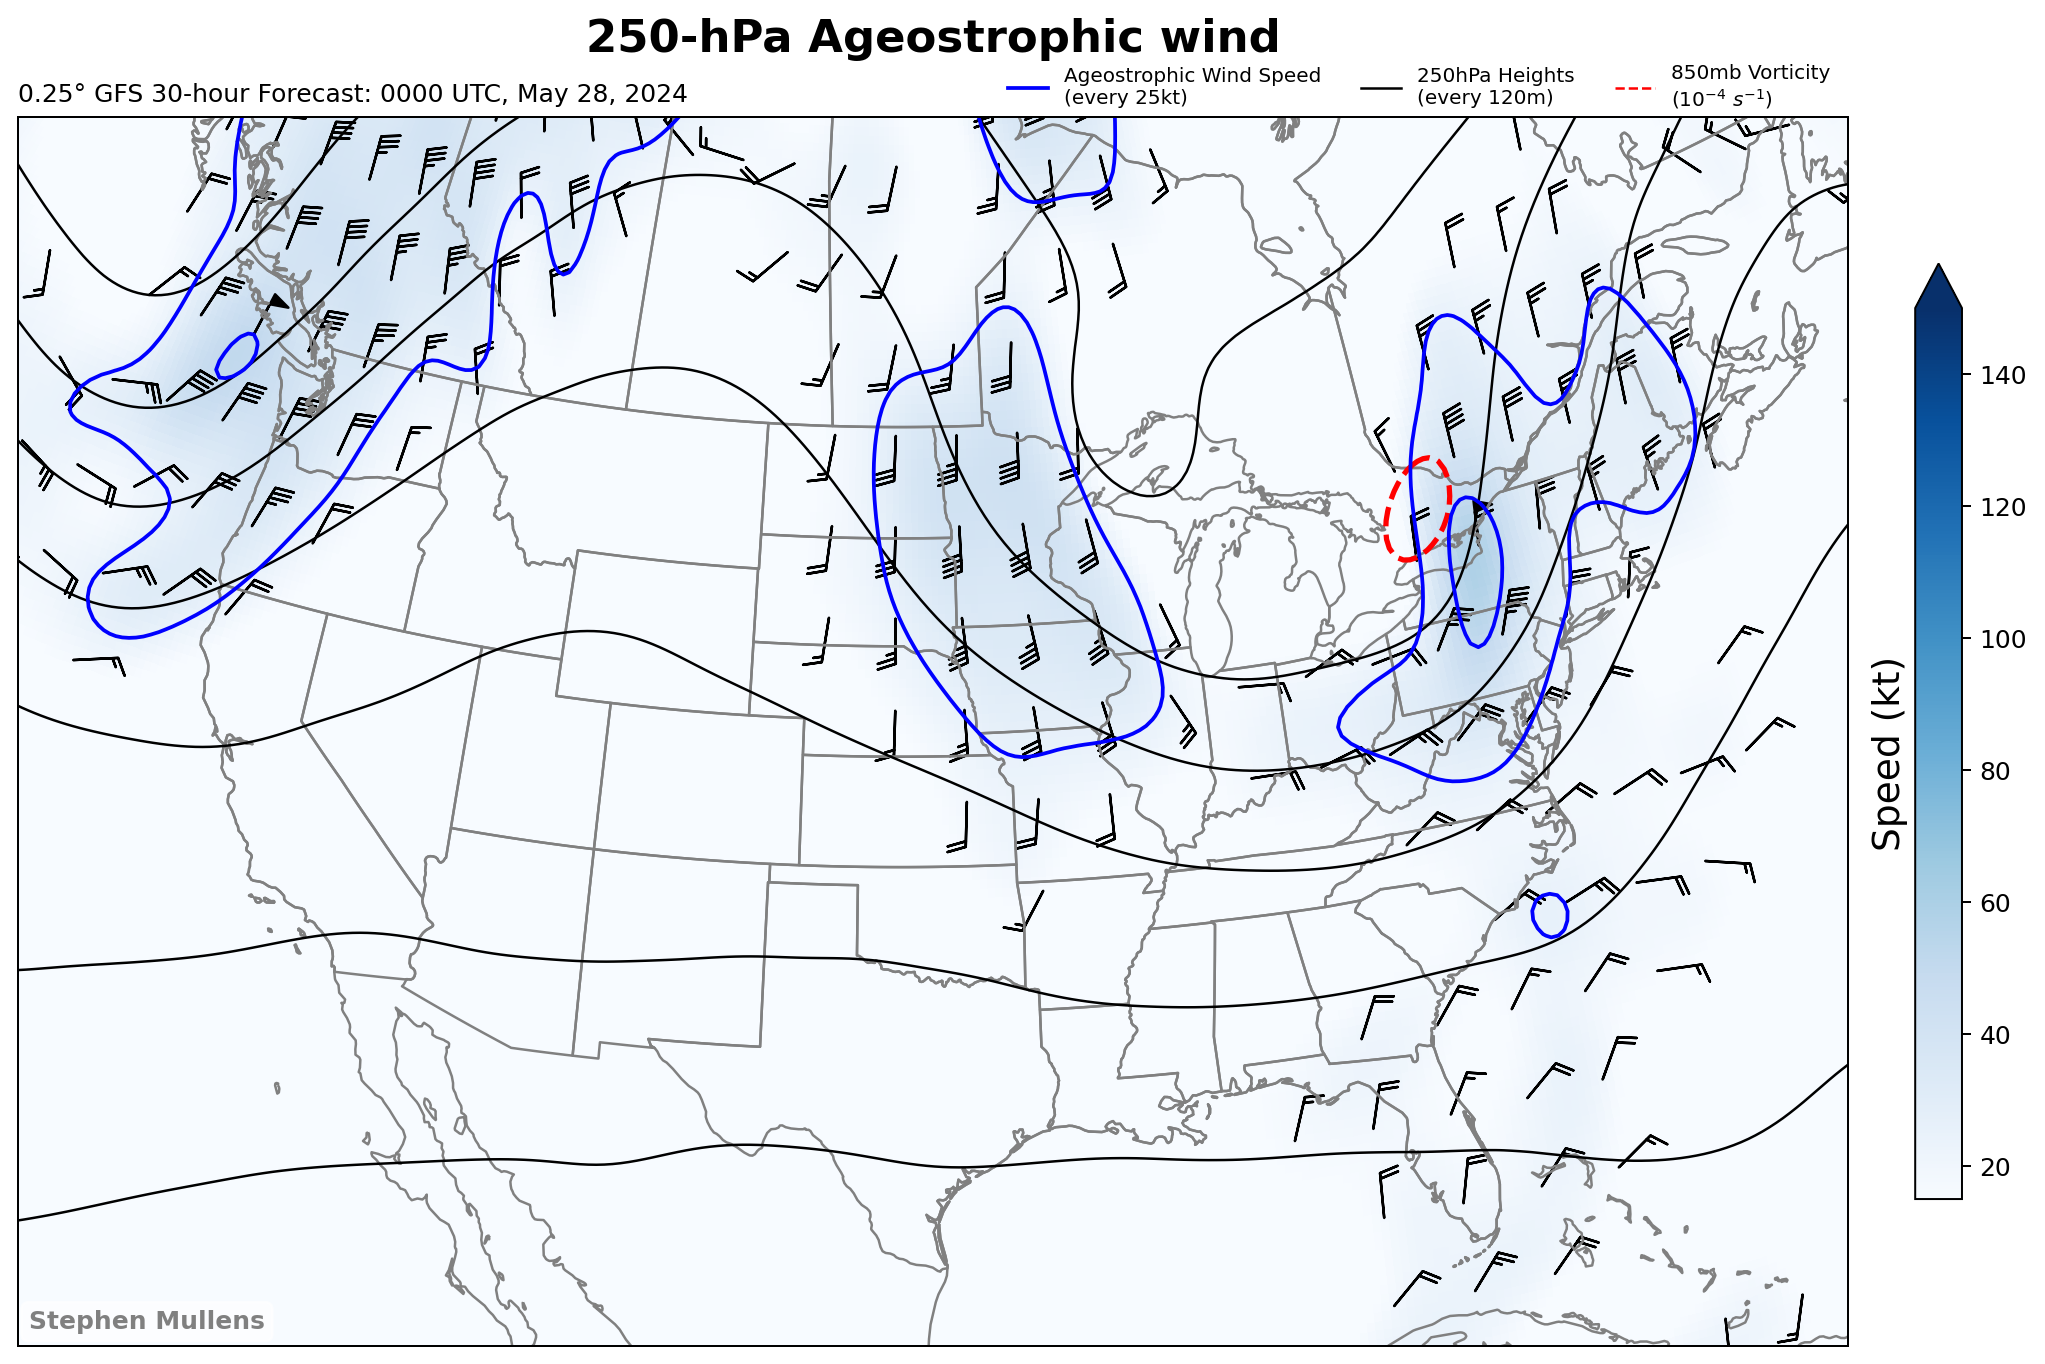 250-hPa Ageostrophic wind
0.25° GFS 30-hour Forecast: 0000 UTC, May 28, 2024
Ageostrophic Wind Speed
(every 25kt)
250hPa Heights
(every 120m)
850mb Vorticity
(10⁻⁴ s⁻¹)
140
120
100
80
60
40
20
Speed (kt)
Stephen Mullens